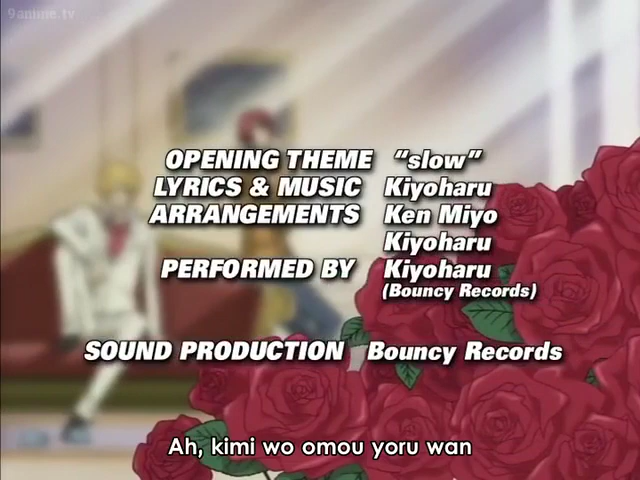 9anime.tv
OPENING THEME "slow"
LYRICS & MUSIC Kiyoharu
ARRANGEMENTS Ken Miyo
Kiyoharu
PERFORMED BY Kiyoharu
(Bouncy Records)
SOUND PRODUCTION Bouncy Records
Ah, kimi wo omou yoru wan